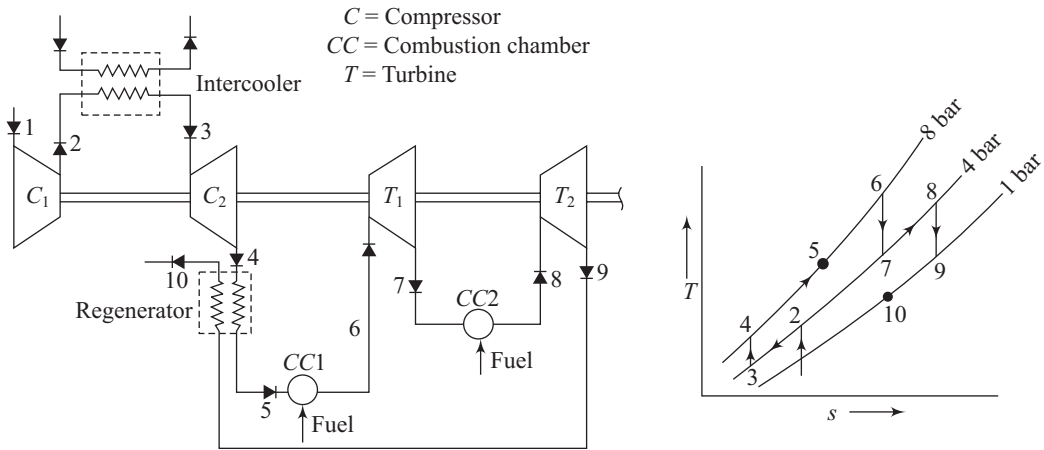 C = Compressor
CC = Combustion chamber
T = Turbine
Intercooler
1
2
3
C₁
C₂
T₁
T₂
4
10
Regenerator
6
7
CC2
8
9
Fuel
CC1
5
Fuel
8 bar
4 bar
1 bar
6
8
5
7
9
T
4
2
10
3
s